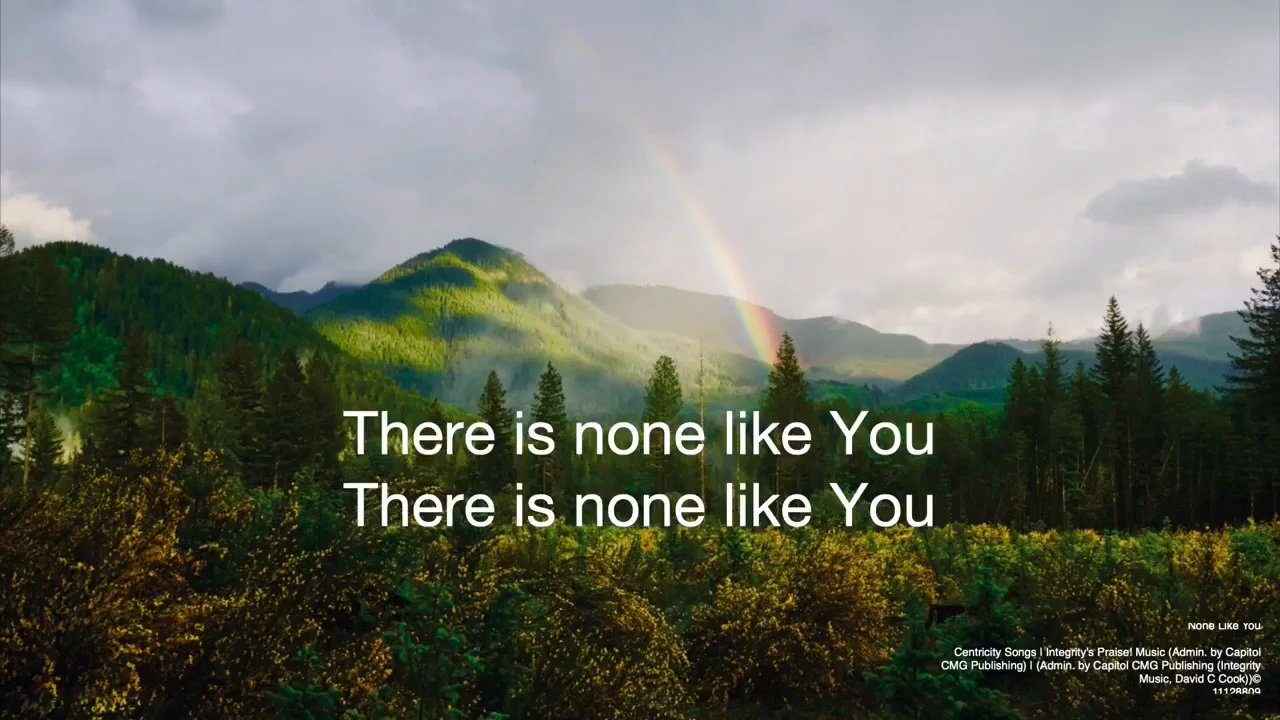 There is none like You
There is none like You
None Like You
Centricity Songs | Integrity's Praise! Music (Admin. by Capitol
CMG Publishing) | (Admin. by Capitol CMG Publishing (Integrity
Music, David C Cook))©
11128809